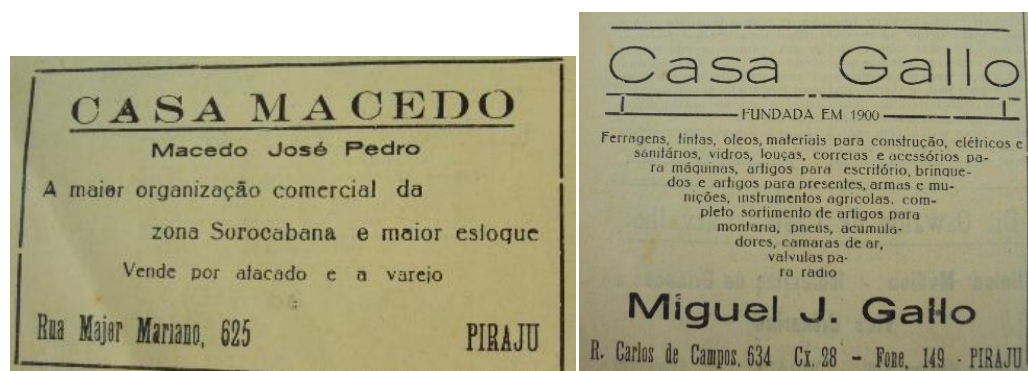 CASA MACEDO
Macedo José Pedro
A maior organização comercial da
zona Sorocabana e maior estoque
Vende por atacado e a varejo
Rua Major Mariano, 625 PIRAJU
Casa Gallo
FUNDADA EM 1900
Ferragens, tintas, oleos, materiais para construção, elétricos e
sanitários, vidros, louças, correias e acessórios pa-
ra máquinas, artigos para escritório, brinque-
dos e artigos para presentes, armas e mu-
nições, instrumentos agricolas, com-
pleto sortimento de artigos para
montaria, pneus, acumula-
dores, camaras de ar,
valvulas pa-
ra radio
Miguel J. Gallo
R. Carlos de Campos, 634 Cx. 28 - Fone, 149 - PIRAJU